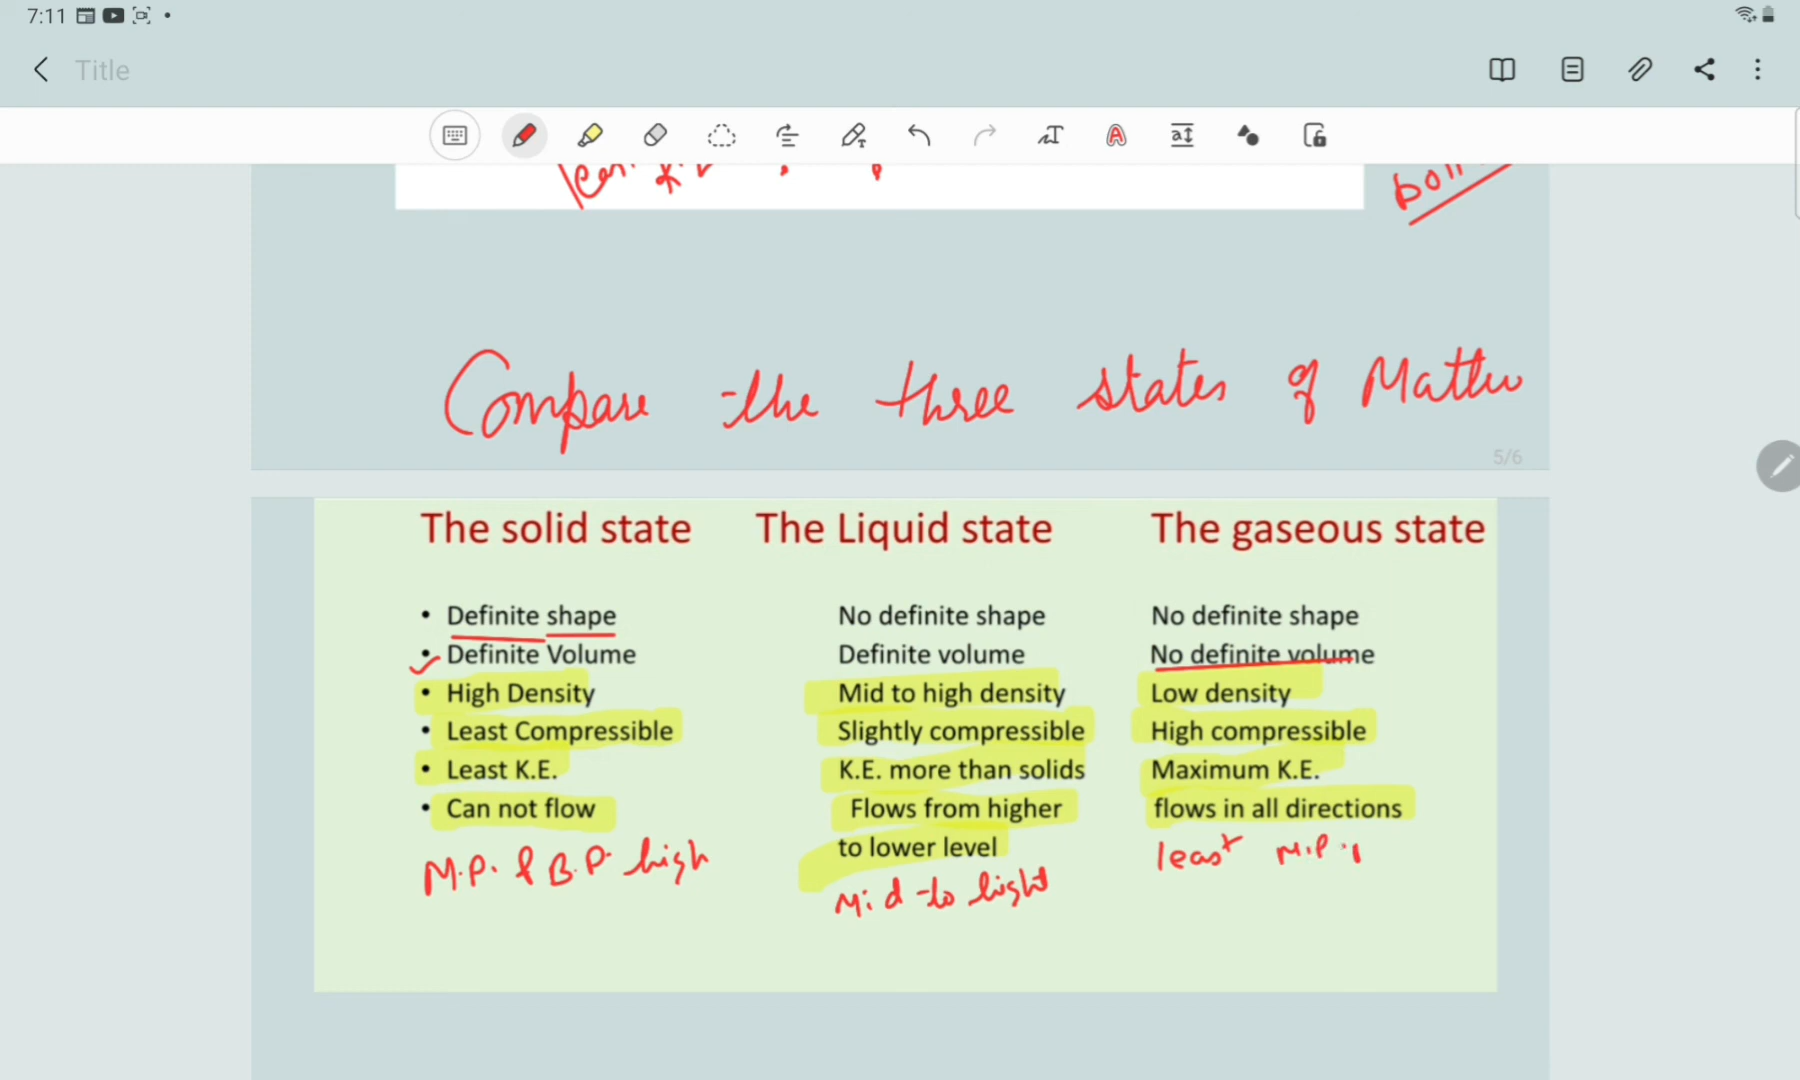 7:11
Title
Compare the three states of Matter
5/6
The solid state
• Definite shape
• Definite Volume
• High Density
• Least Compressible
• Least K.E.
• Can not flow
M.P. & B.P. high
The Liquid state
No definite shape
Definite volume
Mid to high density
Slightly compressible
K.E. more than solids
Flows from higher
to lower level
Mid to hight
The gaseous state
No definite shape
No definite volume
Low density
High compressible
Maximum K.E.
flows in all directions
least M.P.